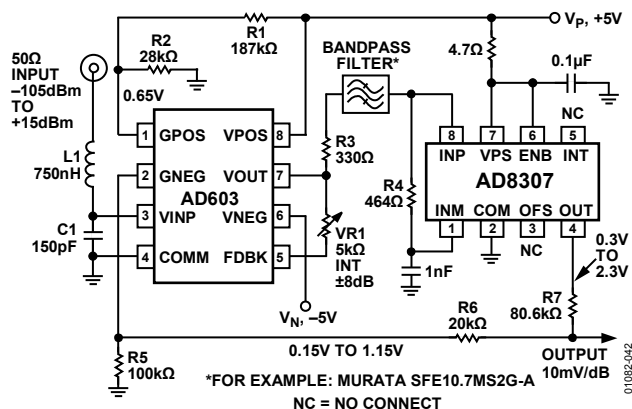 R1
187kΩ
VP, +5V
50Ω
INPUT
–105dBm
TO
+15dBm
R2
28kΩ
BANDPASS
FILTER*
4.7Ω
0.1µF
0.65V
NC
1 GPOS VPOS 8
R3
330Ω
8 7 6 5
INP VPS ENB INT
L1
750nH
2 GNEG VOUT 7
AD603
R4
464Ω
AD8307
3 VINP VNEG 6
INM COM OFS OUT
1 2 3 4
C1
150pF
4 COMM FDBK 5
VR1
5kΩ
INT
±8dB
NC
1nF
0.3V
TO
2.3V
VN, –5V
R6
20kΩ
R7
80.6kΩ
R5
100kΩ
0.15V TO 1.15V
OUTPUT
10mV/dB
*FOR EXAMPLE: MURATA SFE10.7MS2G-A
NC = NO CONNECT
01082-042